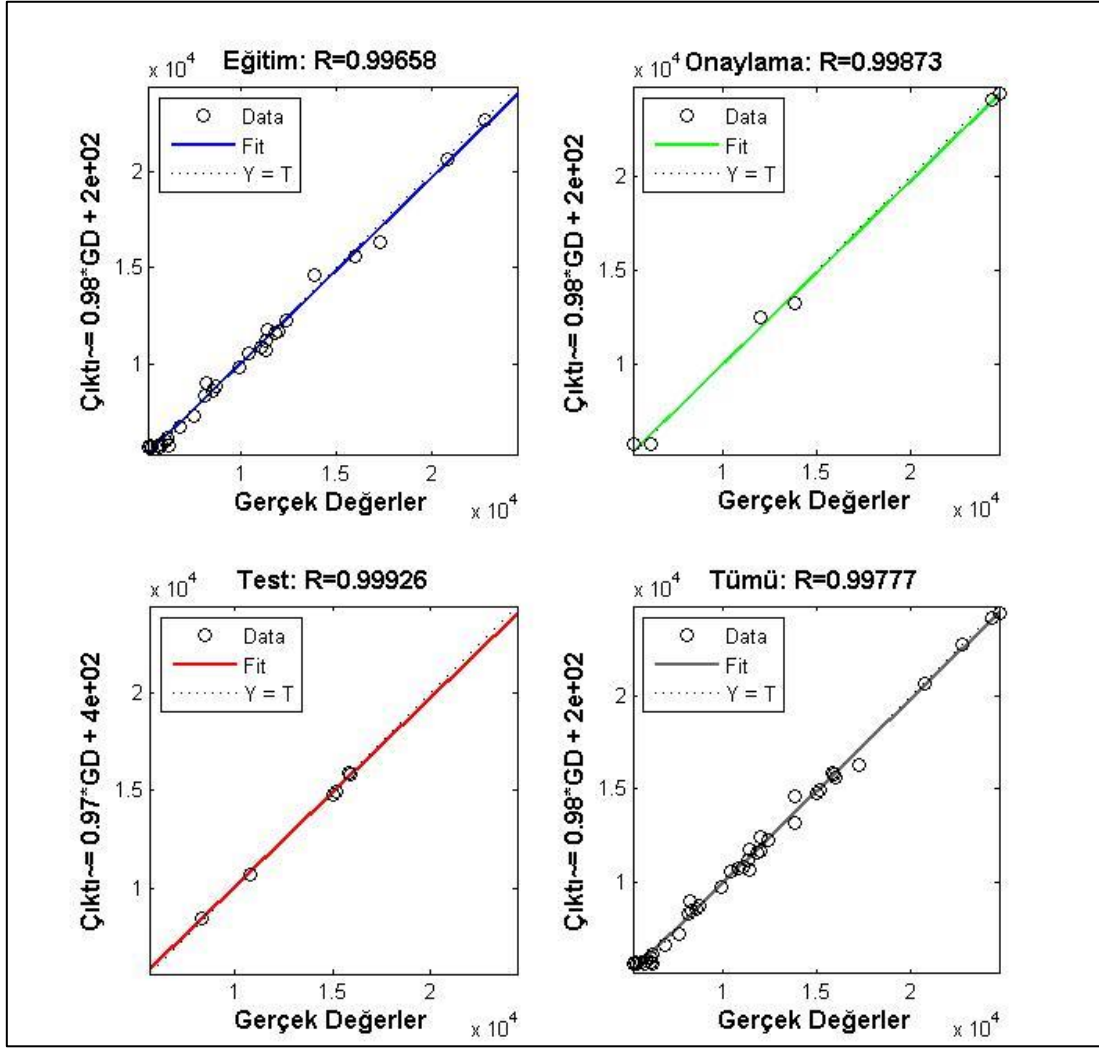 x 10^4
Eğitim: R=0.99658
Data
Fit
Y = T
Çıktı~= 0.98*GD + 2e+02
2
1.5
1
1
1.5
2
Gerçek Değerler
x 10^4
x 10^4
Onaylama: R=0.99873
Data
Fit
Y = T
Çıktı~= 0.98*GD + 2e+02
2
1.5
1
1
1.5
2
Gerçek Değerler
x 10^4
x 10^4
Test: R=0.99926
Data
Fit
Y = T
Çıktı~= 0.97*GD + 4e+02
2
1.5
1
1
1.5
2
Gerçek Değerler
x 10^4
x 10^4
Tümü: R=0.99777
Data
Fit
Y = T
Çıktı~= 0.98*GD + 2e+02
2
1.5
1
1
1.5
2
Gerçek Değerler
x 10^4